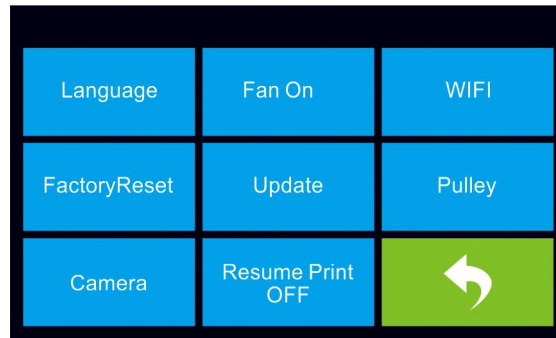 Language
Fan On
WIFI
FactoryReset
Update
Pulley
Camera
Resume Print
OFF